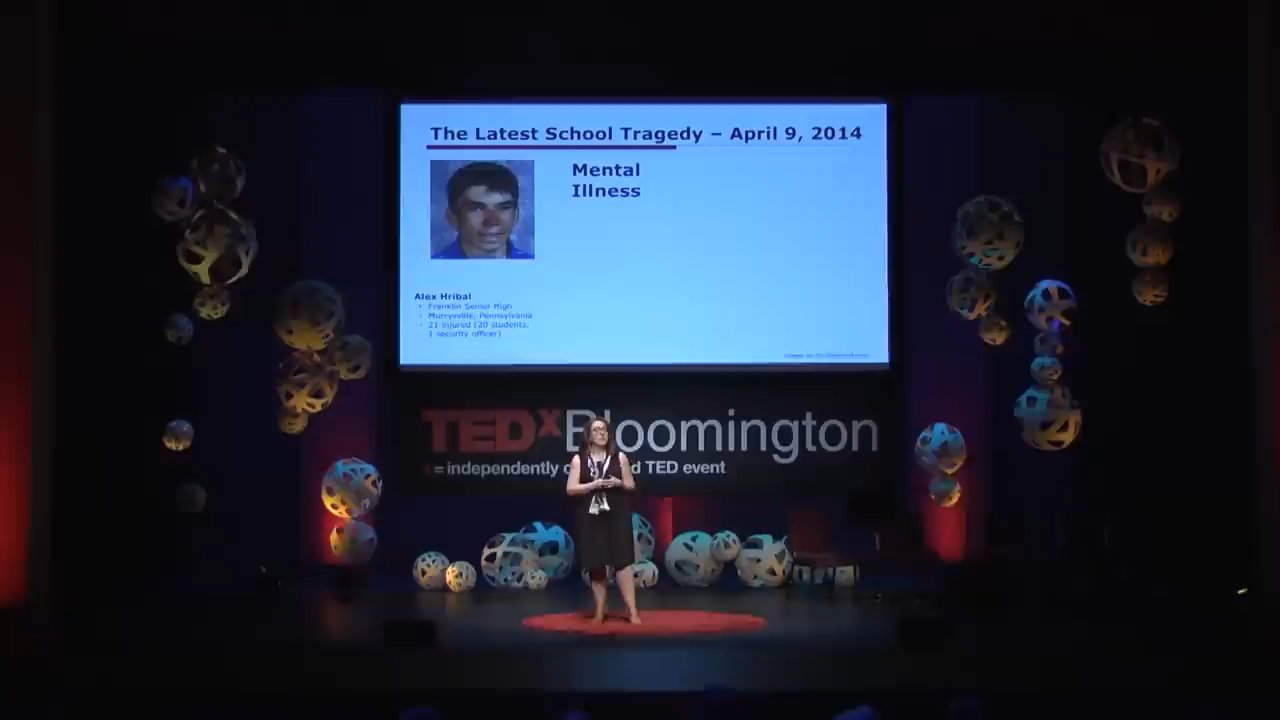 The Latest School Tragedy – April 9, 2014
Mental
Illness
Alex Hribal
• Franklin Senior High
• Murrysville, Pennsylvania
• 21 injured (20 students,
1 security officer)
TEDxBloomington
x=independently o d TED event